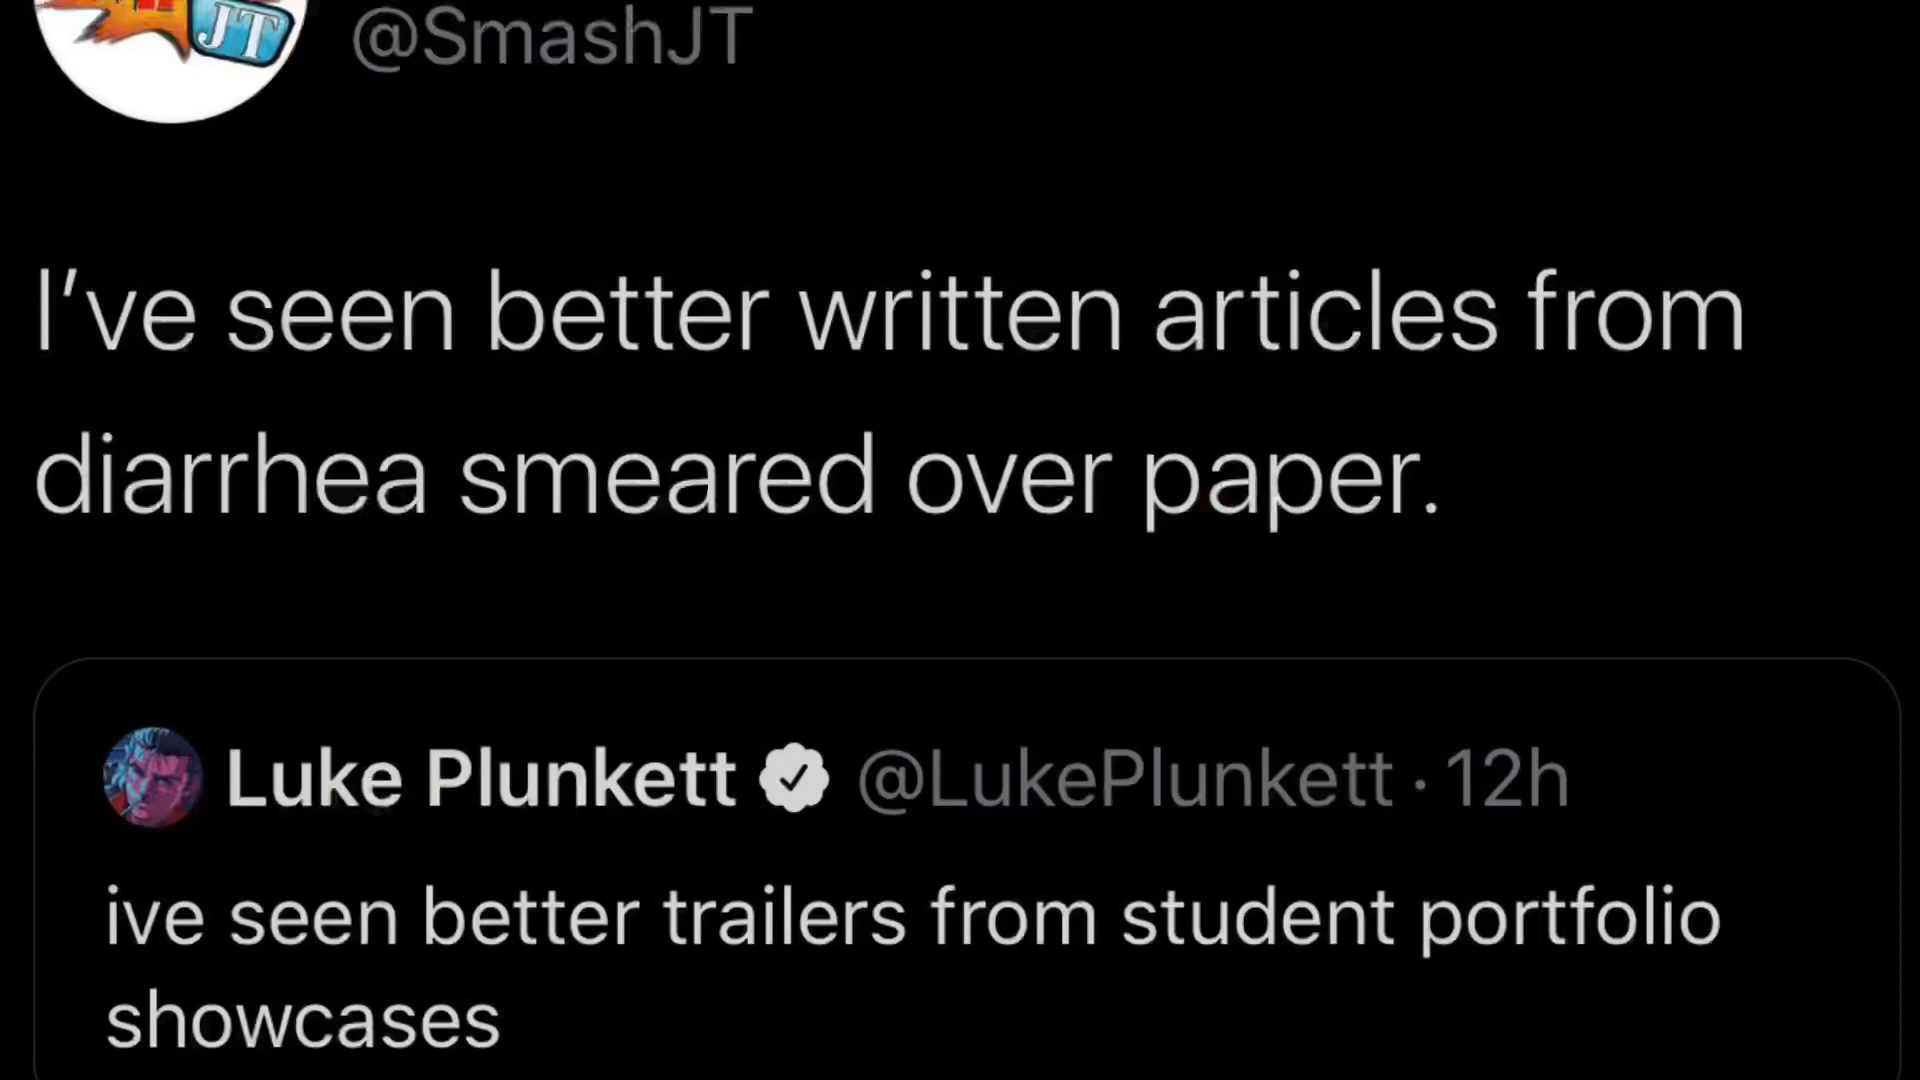 JT
@SmashJT
I’ve seen better written articles from
diarrhea smeared over paper.
Luke Plunkett @LukePlunkett · 12h
ive seen better trailers from student portfolio
showcases